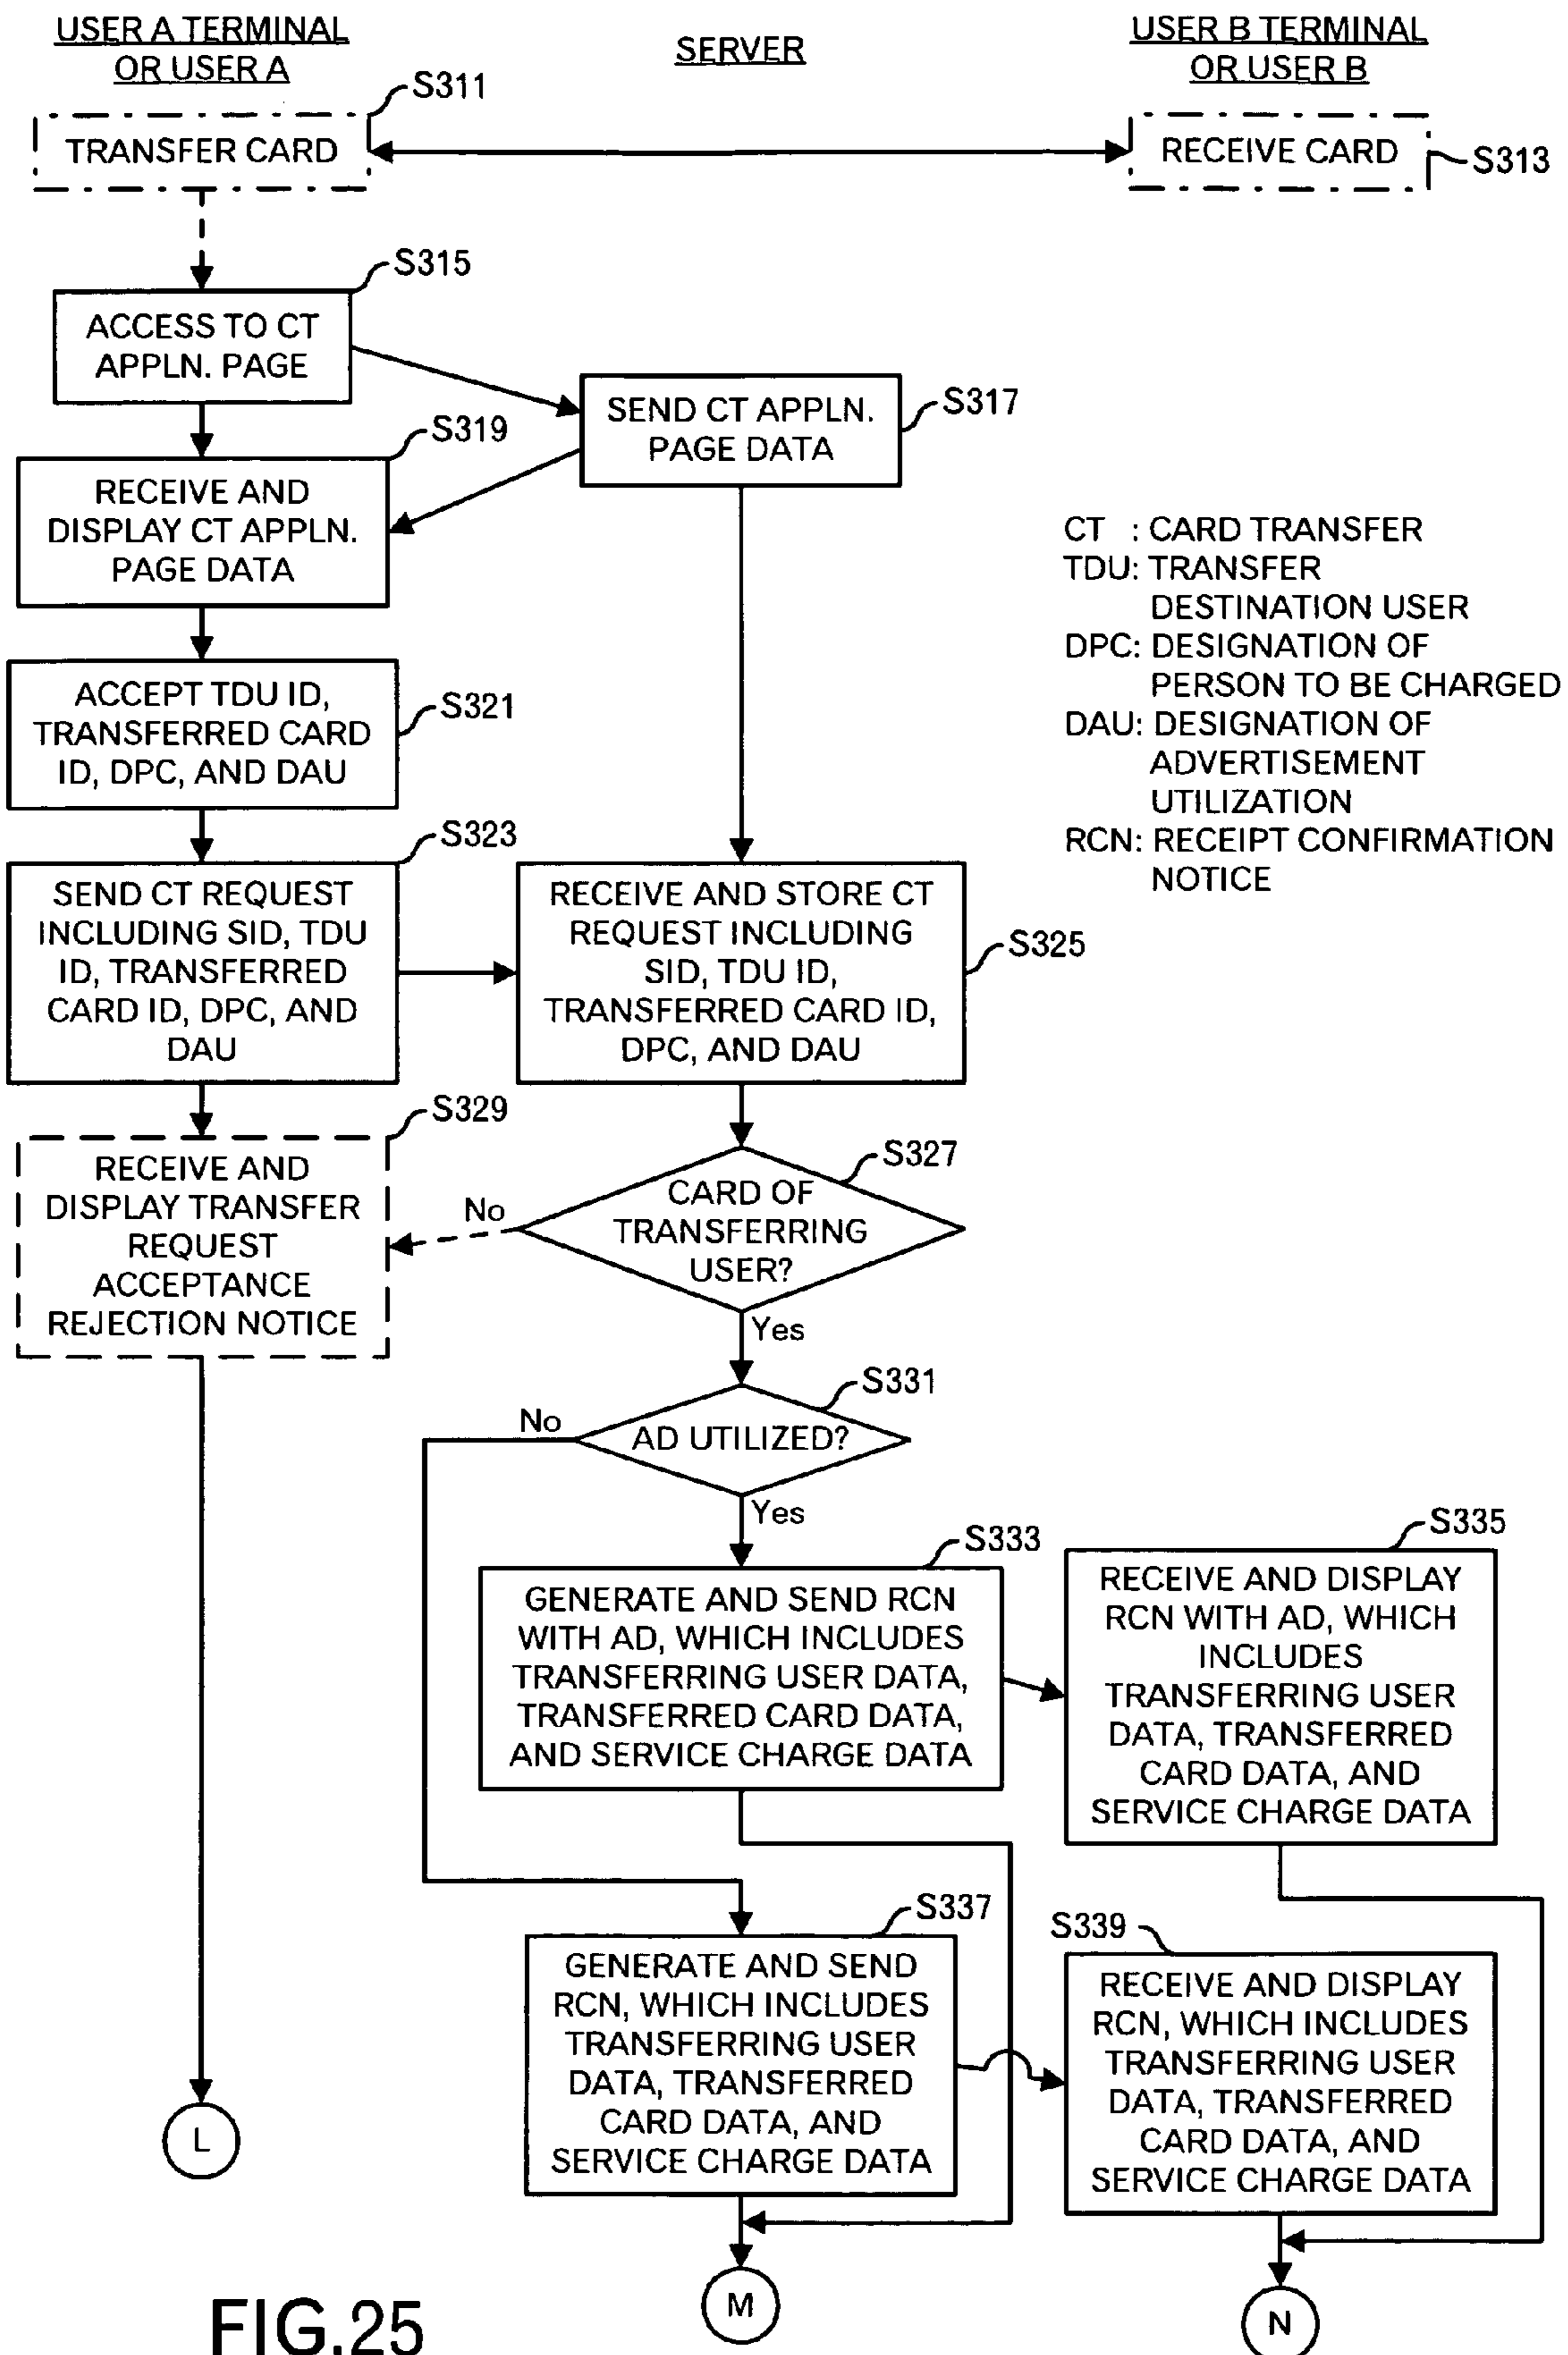 USER A TERMINAL
OR USER A
SERVER
USER B TERMINAL
OR USER B
S311
TRANSFER CARD
RECEIVE CARD
S313
S315
ACCESS TO CT
APPLN. PAGE
SEND CT APPLN.
PAGE DATA
S317
S319
RECEIVE AND
DISPLAY CT APPLN.
PAGE DATA
CT : CARD TRANSFER
TDU: TRANSFER
DESTINATION USER
DPC: DESIGNATION OF
PERSON TO BE CHARGED
DAU: DESIGNATION OF
ADVERTISEMENT
UTILIZATION
RCN: RECEIPT CONFIRMATION
NOTICE
ACCEPT TDU ID,
TRANSFERRED CARD
ID, DPC, AND DAU
S321
S323
SEND CT REQUEST
INCLUDING SID, TDU
ID, TRANSFERRED
CARD ID, DPC, AND
DAU
RECEIVE AND STORE CT
REQUEST INCLUDING
SID, TDU ID,
TRANSFERRED CARD ID,
DPC, AND DAU
S325
S329
RECEIVE AND
DISPLAY TRANSFER
REQUEST
ACCEPTANCE
REJECTION NOTICE
S327
CARD OF
TRANSFERRING
USER?
No
Yes
S331
AD UTILIZED?
No
Yes
S333
GENERATE AND SEND RCN
WITH AD, WHICH INCLUDES
TRANSFERRING USER DATA,
TRANSFERRED CARD DATA,
AND SERVICE CHARGE DATA
S335
RECEIVE AND DISPLAY
RCN WITH AD, WHICH
INCLUDES
TRANSFERRING USER
DATA, TRANSFERRED
CARD DATA, AND
SERVICE CHARGE DATA
S337
GENERATE AND SEND
RCN, WHICH INCLUDES
TRANSFERRING USER
DATA, TRANSFERRED
CARD DATA, AND
SERVICE CHARGE DATA
S339
RECEIVE AND DISPLAY
RCN, WHICH INCLUDES
TRANSFERRING USER
DATA, TRANSFERRED
CARD DATA, AND
SERVICE CHARGE DATA
L
M
N
FIG.25